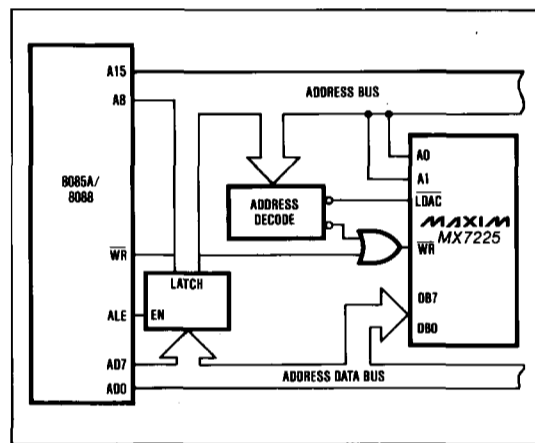 A15
ADDRESS BUS
A8
A0
8085A/
8088
A1
ADDRESS
DECODE
LDAC
MAXIM
MX7225
WR
WR
LATCH
DB7
ALE
EN
DB0
AD7
ADDRESS DATA BUS
AD0